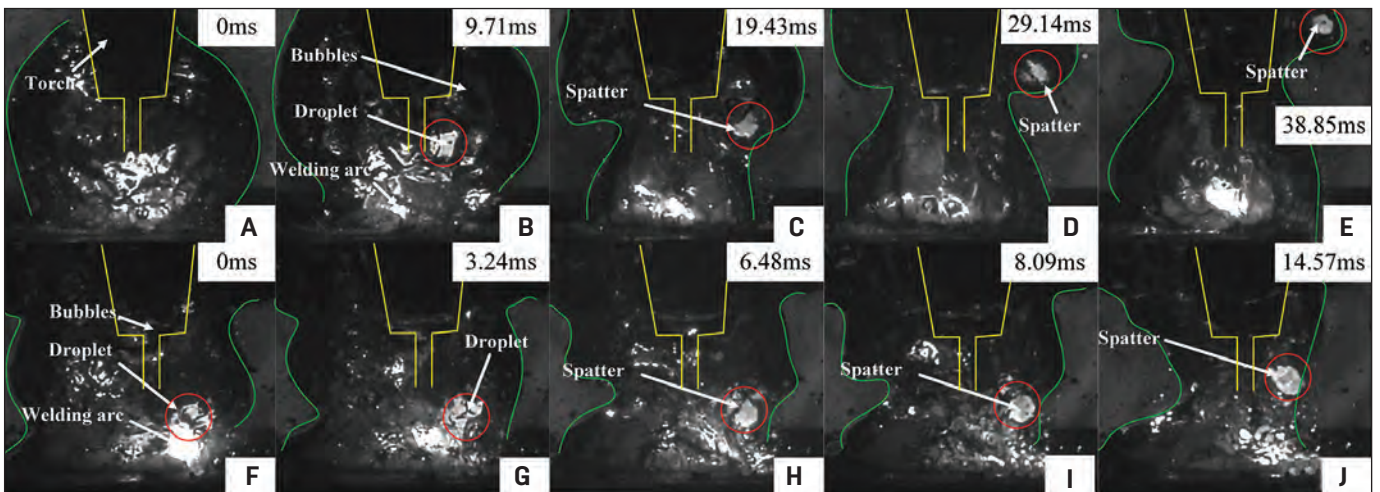 0ms
Torch
A
9.71ms
Bubbles
Droplet
Welding arc
B
19.43ms
Spatter
C
29.14ms
Spatter
D
Spatter
38.85ms
E
0ms
Bubbles
Droplet
Welding arc
F
3.24ms
Droplet
G
6.48ms
Spatter
H
8.09ms
Spatter
I
14.57ms
Spatter
J